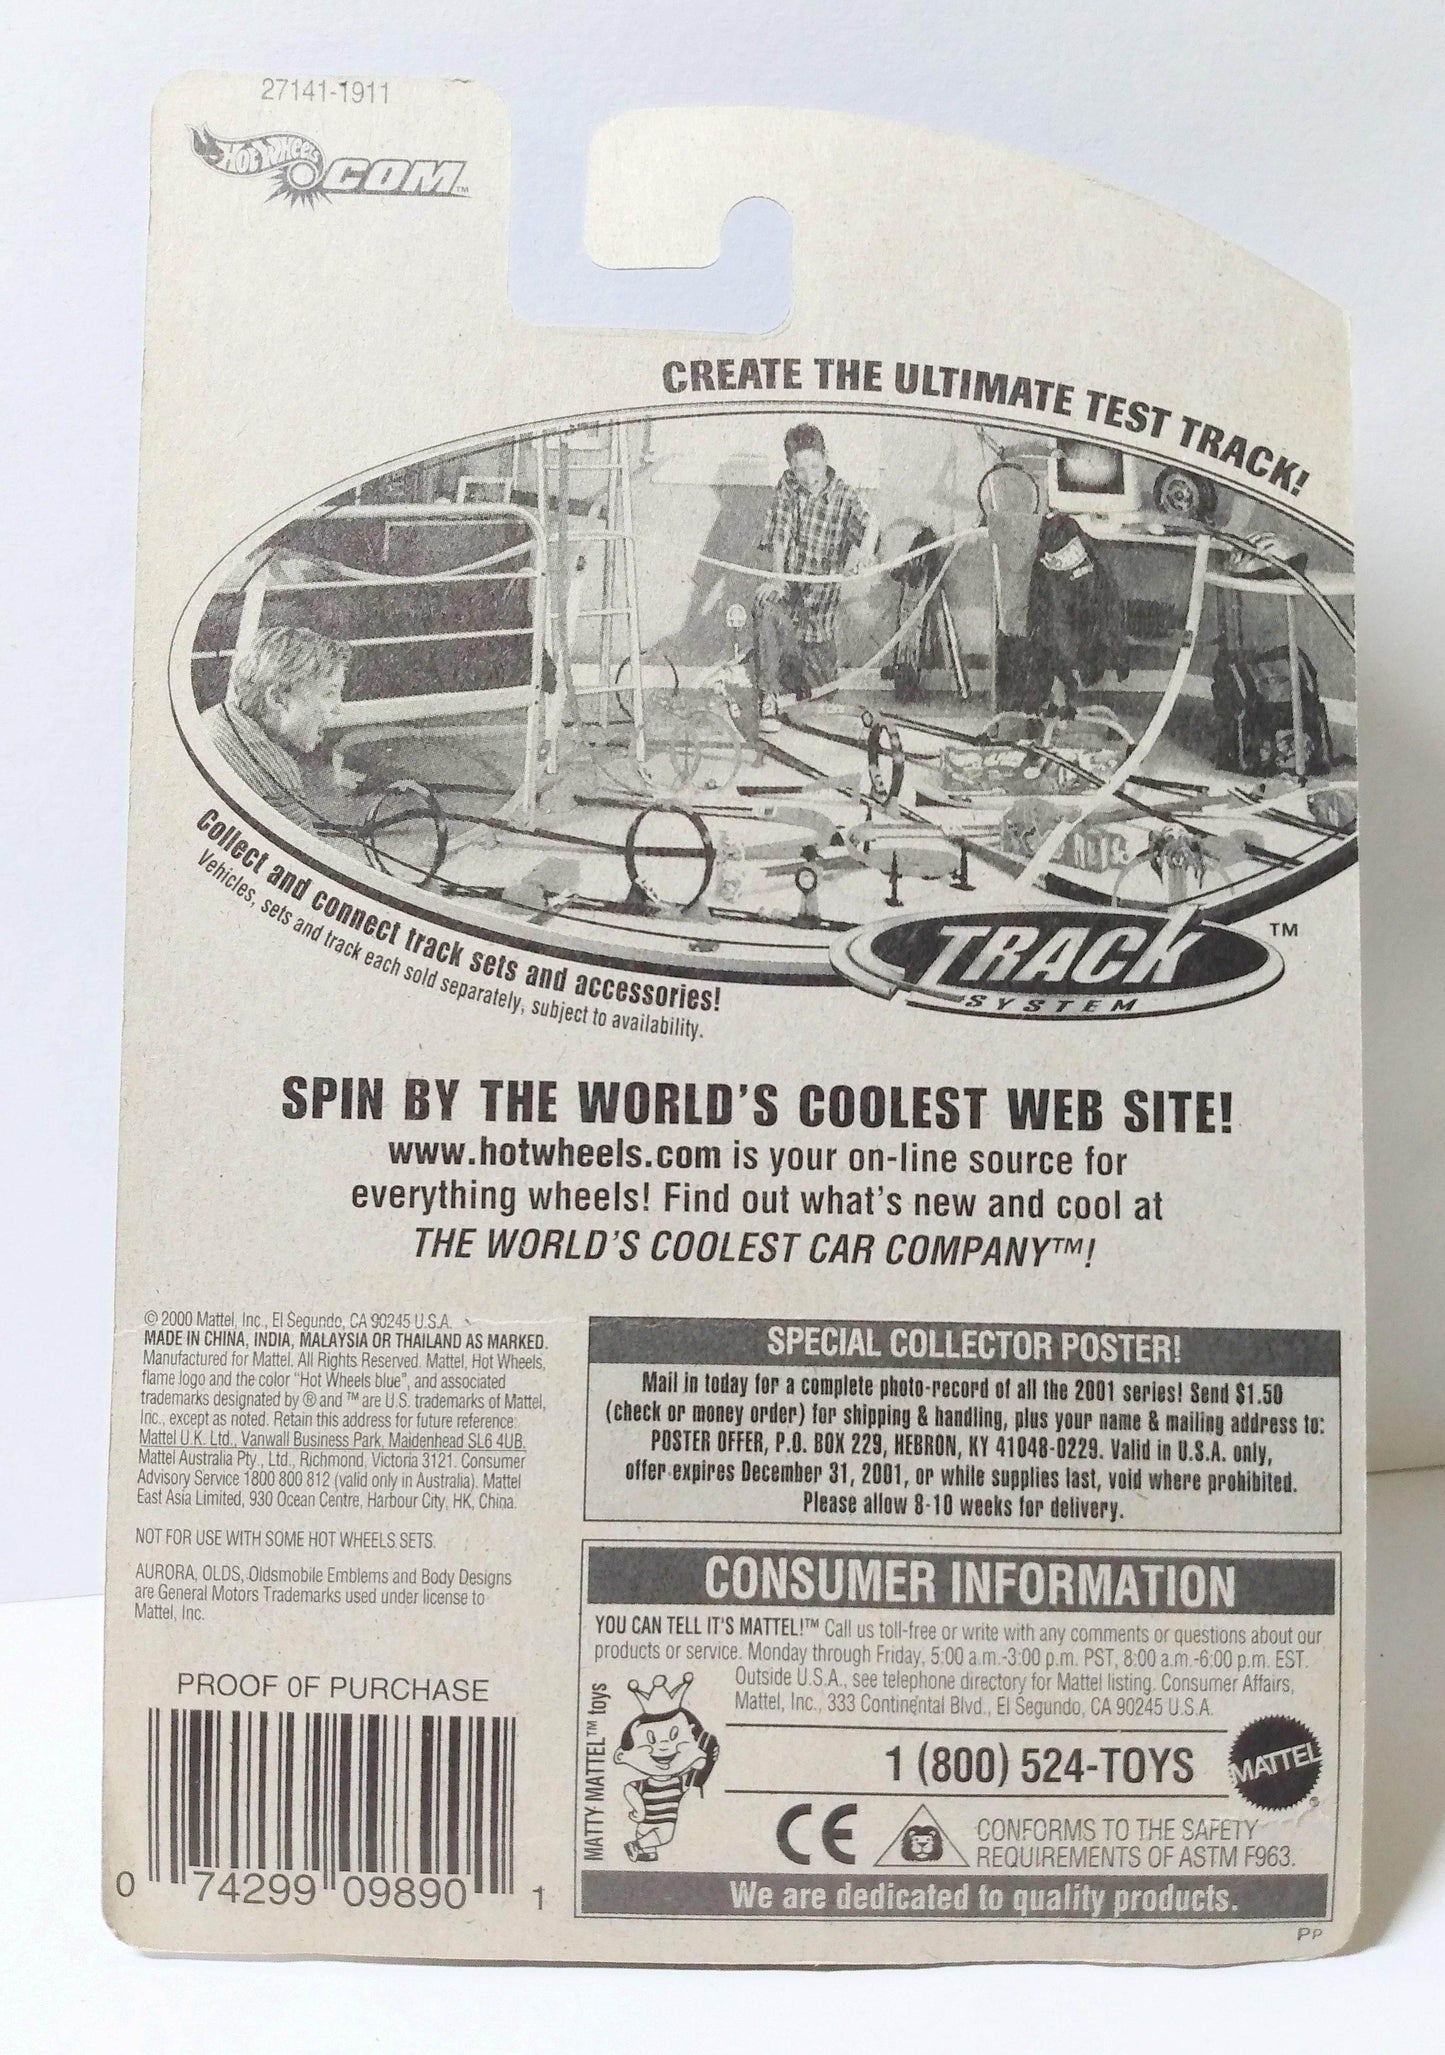 27141-1911
Hot Wheels .COM™
CREATE THE ULTIMATE TEST TRACK!
Collect and connect track sets and accessories!
Vehicles, sets and track each sold separately, subject to availability.
TRACK ™
SYSTEM
SPIN BY THE WORLD'S COOLEST WEB SITE!
www.hotwheels.com is your on-line source for
everything wheels! Find out what's new and cool at
THE WORLD'S COOLEST CAR COMPANY™!
© 2000 Mattel, Inc., El Segundo, CA 90245 U.S.A.
MADE IN CHINA, INDIA, MALAYSIA OR THAILAND AS MARKED.
Manufactured for Mattel. All Rights Reserved. Mattel, Hot Wheels,
flame logo and the color "Hot Wheels blue", and associated
trademarks designated by ® and ™ are U.S. trademarks of Mattel,
Inc., except as noted. Retain this address for future reference:
Mattel U.K. Ltd., Vanwall Business Park, Maidenhead SL6 4UB.
Mattel Australia Pty., Ltd., Richmond, Victoria 3121. Consumer
Advisory Service 1800 800 812 (valid only in Australia). Mattel
East Asia Limited, 930 Ocean Centre, Harbour City, HK, China.
NOT FOR USE WITH SOME HOT WHEELS SETS.
AURORA, OLDS, Oldsmobile Emblems and Body Designs
are General Motors Trademarks used under license to
Mattel, Inc.
PROOF OF PURCHASE
0 74299 09890 1
SPECIAL COLLECTOR POSTER!
Mail in today for a complete photo-record of all the 2001 series! Send $1.50
(check or money order) for shipping & handling, plus your name & mailing address to:
POSTER OFFER, P.O. BOX 229, HEBRON, KY 41048-0229. Valid in U.S.A. only,
offer expires December 31, 2001, or while supplies last, void where prohibited.
Please allow 8-10 weeks for delivery.
CONSUMER INFORMATION
YOU CAN TELL IT'S MATTEL!™ Call us toll-free or write with any comments or questions about our
products or service. Monday through Friday, 5:00 a.m.-3:00 p.m. PST, 8:00 a.m.-6:00 p.m. EST.
Outside U.S.A., see telephone directory for Mattel listing. Consumer Affairs,
Mattel, Inc., 333 Continental Blvd., El Segundo, CA 90245 U.S.A.
MATTY MATTEL™ toys
1 (800) 524-TOYS
MATTEL ®
CE
CONFORMS TO THE SAFETY
REQUIREMENTS OF ASTM F963.
We are dedicated to quality products.
PP